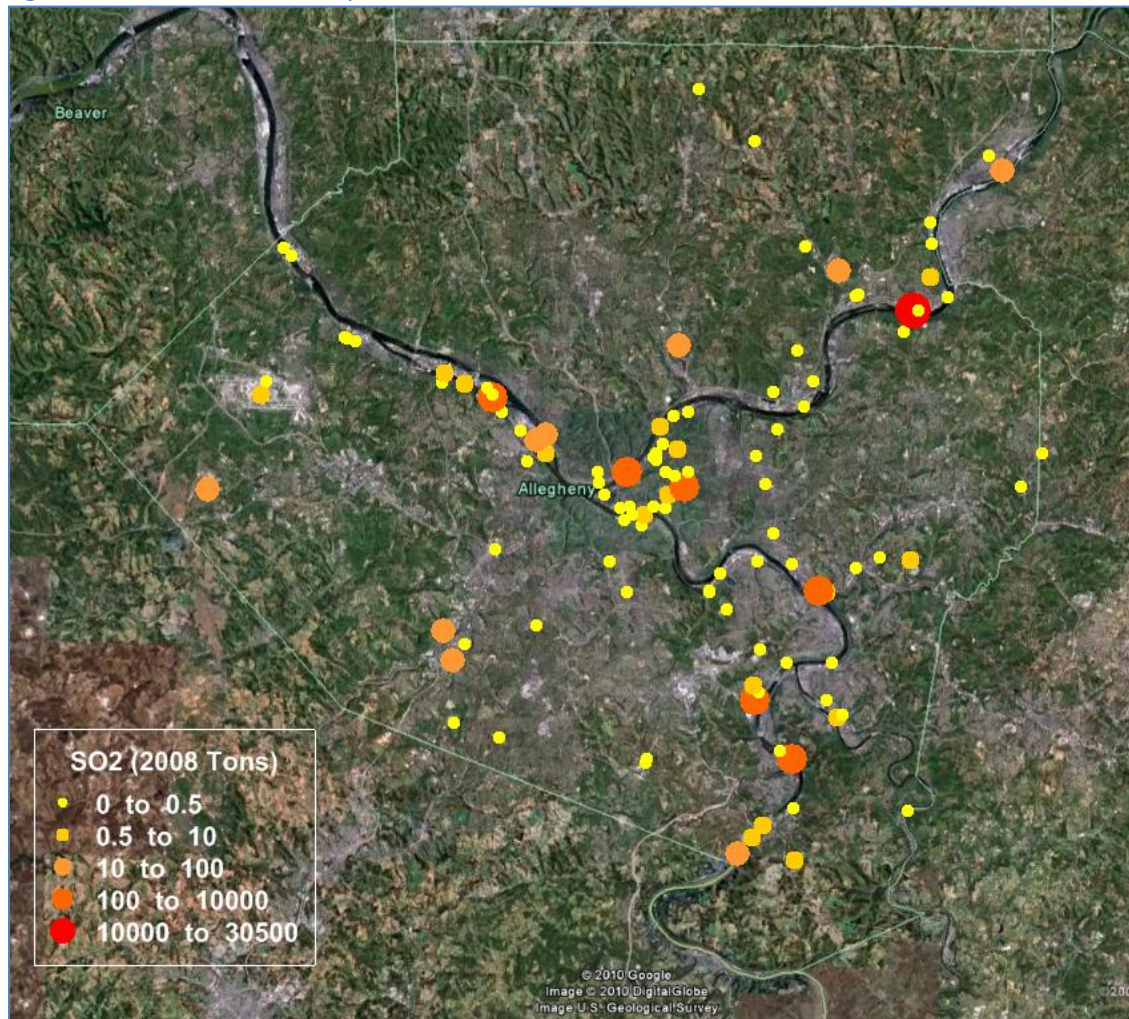 Beaver
Allegheny
SO2 (2008 Tons)
0 to 0.5
0.5 to 10
10 to 100
100 to 10000
10000 to 30500
© 2010 Google
Image © 2010 DigitalGlobe
Image U.S. Geological Survey